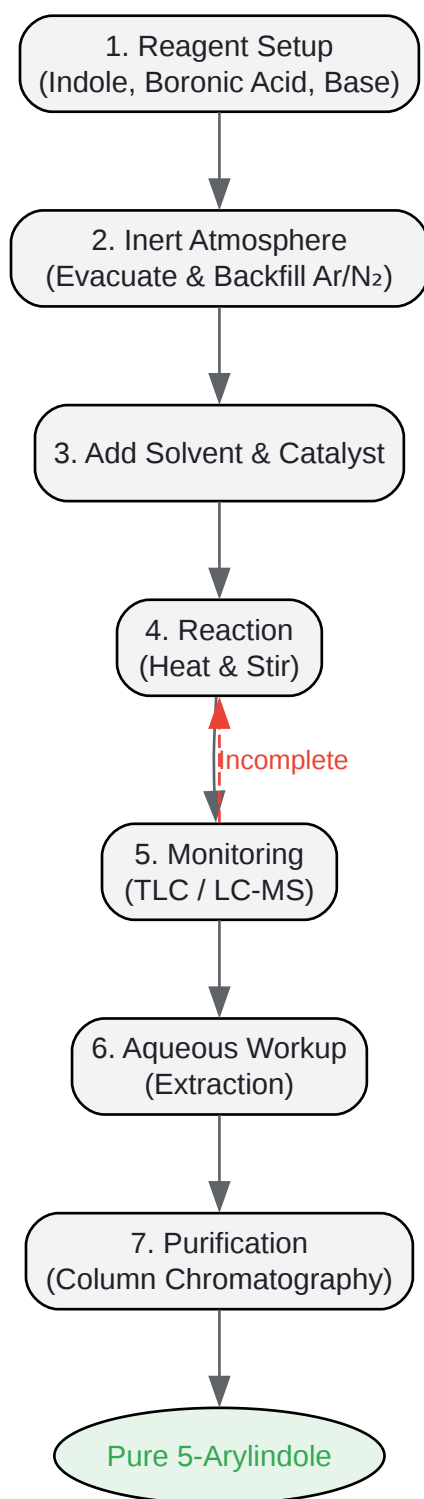 1. Reagent Setup
(Indole, Boronic Acid, Base)
2. Inert Atmosphere
(Evacuate & Backfill Ar/N₂)
3. Add Solvent & Catalyst
4. Reaction
(Heat & Stir)
Incomplete
5. Monitoring
(TLC / LC-MS)
6. Aqueous Workup
(Extraction)
7. Purification
(Column Chromatography)
Pure 5-Arylindole